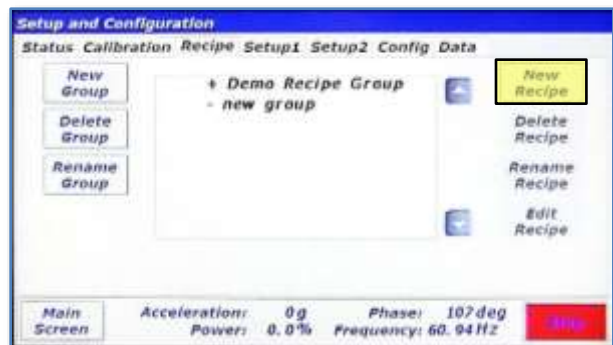 Setup and Configuration
Status Calibration Recipe Setup1 Setup2 Config Data
New Group
+ Demo Recipe Group
- new group
New Recipe
Delete Group
Delete Recipe
Rename Group
Rename Recipe
Edit Recipe
Main Screen
Acceleration: 0g
Phase: 107deg
Power: 0.0%
Frequency: 60.94Hz
Stop